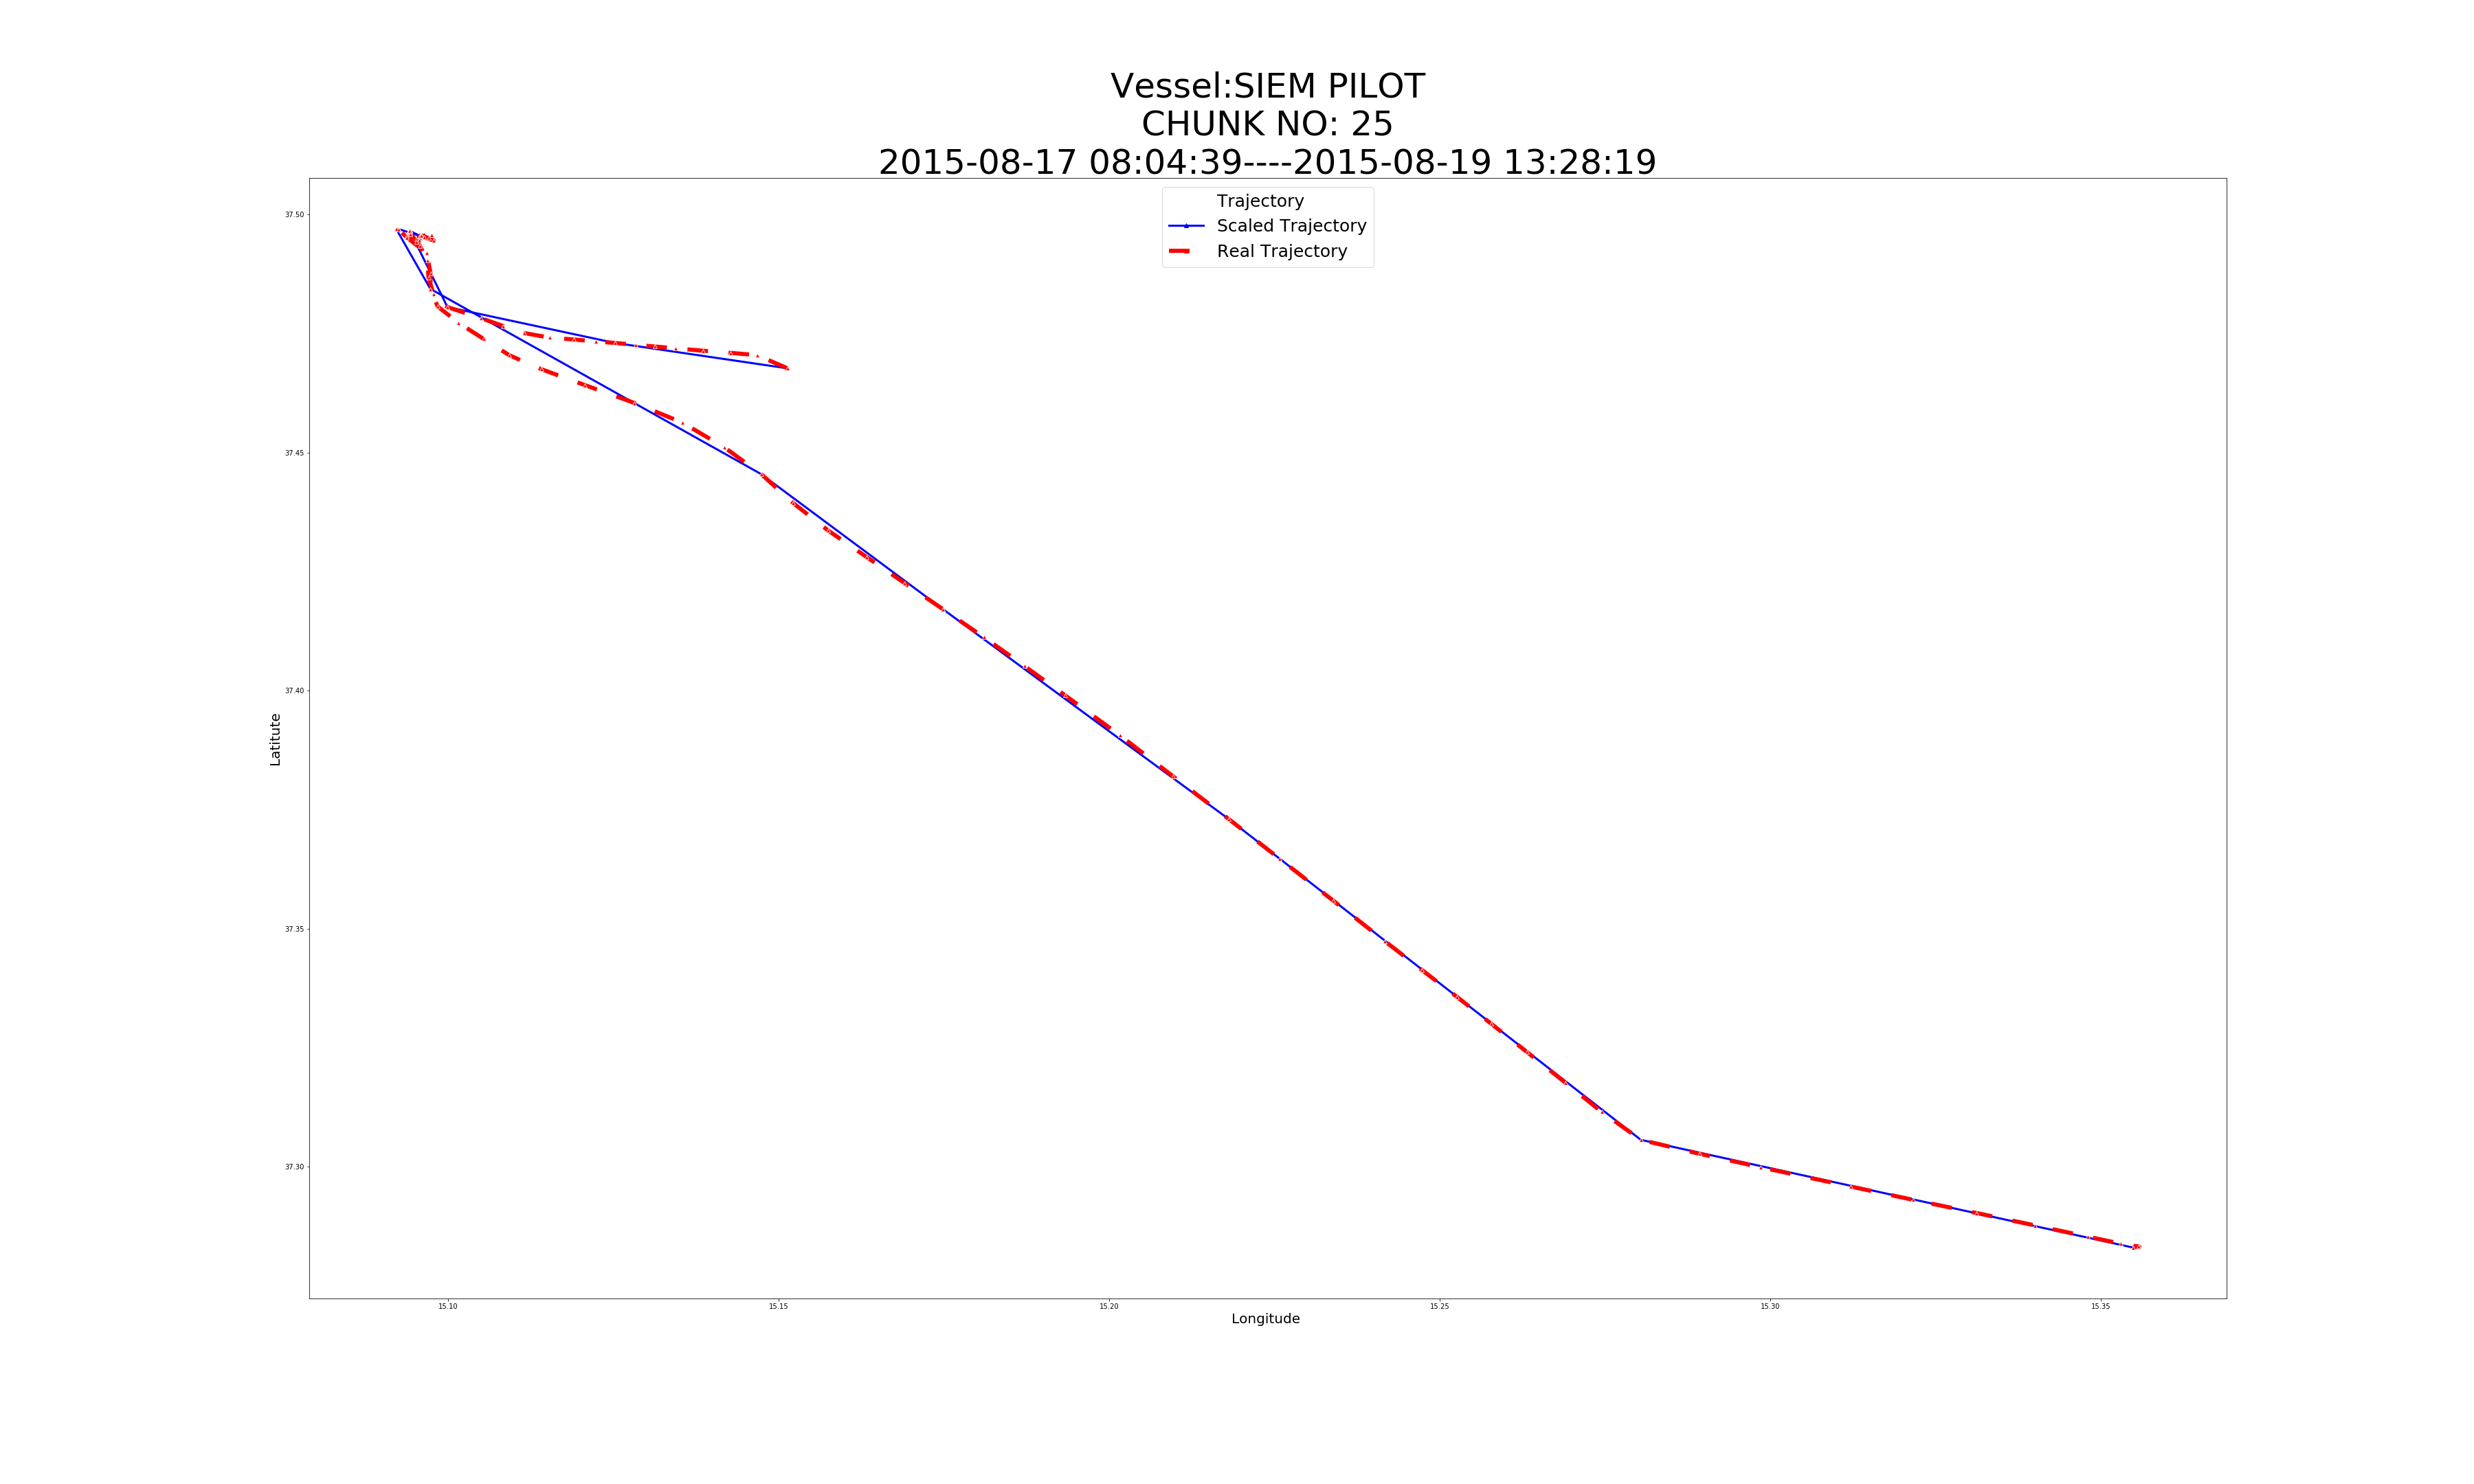 Vessel:SIEM PILOT
CHUNK NO: 25
2015-08-17 08:04:39----2015-08-19 13:28:19
Trajectory
Scaled Trajectory
Real Trajectory
37.50
37.45
37.40
37.35
37.30
Latitute
15.10
15.15
15.20
15.25
15.30
15.35
Longitude